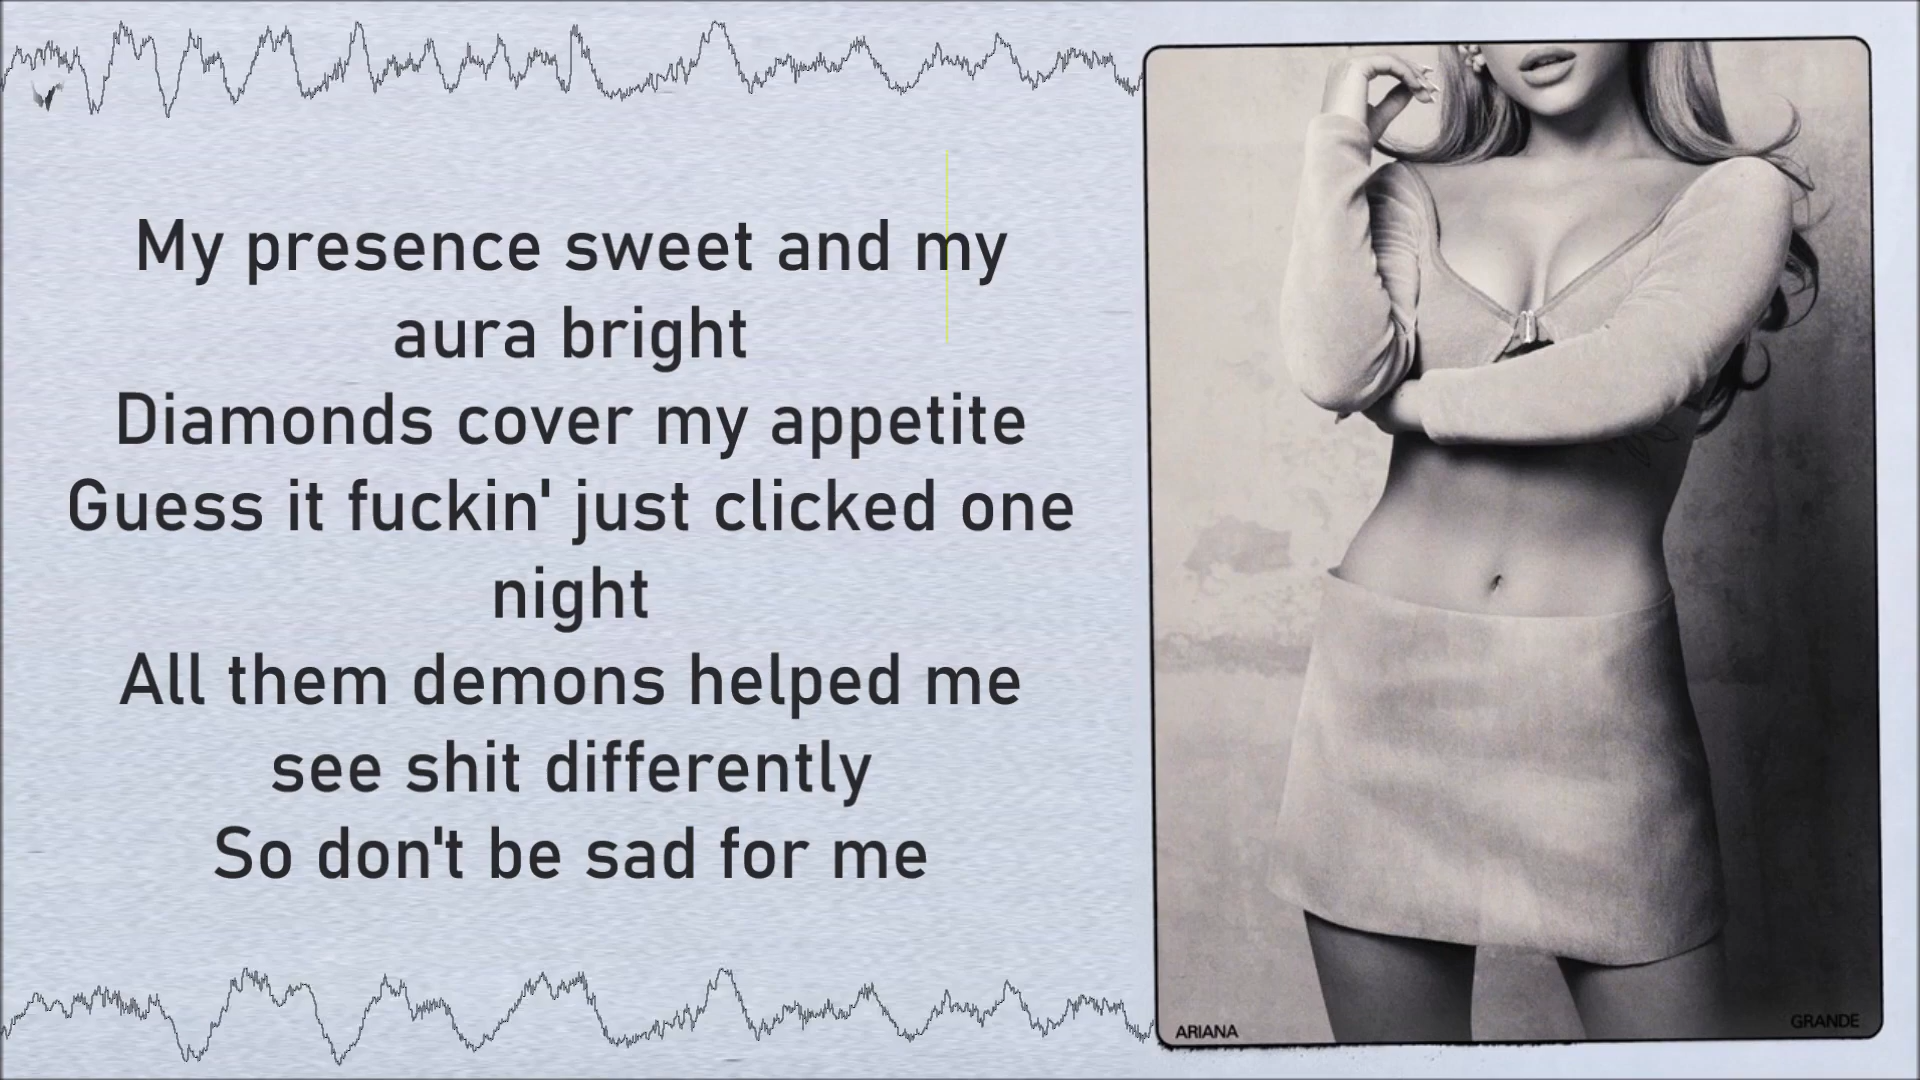 My presence sweet and my
aura bright
Diamonds cover my appetite
Guess it fuckin' just clicked one
night
All them demons helped me
see shit differently
So don't be sad for me
ARIANA
GRANDE